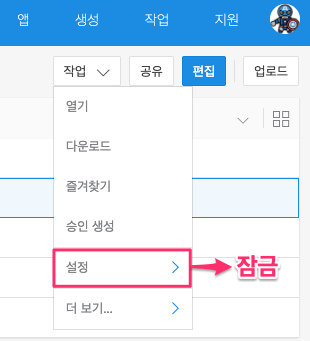 앱 생성 작업 지원
작업 공유 편집 업로드
열기
다운로드
즐겨찾기
승인 생성
설정 잠금
더 보기...